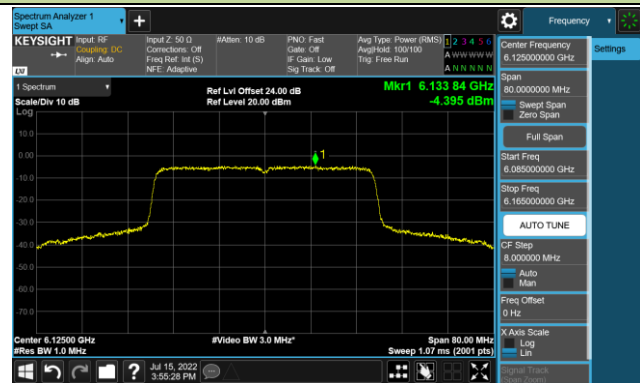 Spectrum Analyzer 1
Swept SA
Frequency
KEYSIGHT
Input: RF
Coupling: DC
Align: Auto
Input Z: 50 Ω
Corrections: Off
Freq Ref: Int (S)
NFE: Adaptive
#Atten: 10 dB
PNO: Fast
Gate: Off
IF Gain: Low
Sig Track: Off
Avg Type: Power (RMS)
Avg|Hold: 100/100
Trig: Free Run
1 2 3 4 5 6
A W W W W W
A N N N N N
LXI
1 Spectrum
Scale/Div 10 dB
Log
Ref Lvl Offset 24.00 dB
Ref Level 20.00 dBm
Mkr1 6.133 84 GHz
-4.395 dBm
10.0
0.00
-10.0
-20.0
-30.0
-40.0
-50.0
-60.0
-70.0
1
Center 6.12500 GHz
#Res BW 1.0 MHz
#Video BW 3.0 MHz*
Span 80.00 MHz
Sweep 1.07 ms (2001 pts)
Jul 15, 2022
3:55:28 PM
?
Center Frequency
6.125000000 GHz
Span
80.0000000 MHz
Swept Span
Zero Span
Full Span
Start Freq
6.085000000 GHz
Stop Freq
6.165000000 GHz
AUTO TUNE
CF Step
8.000000 MHz
Auto
Man
Freq Offset
0 Hz
X Axis Scale
Log
Lin
Signal Track
(Span Zoom)
Settings